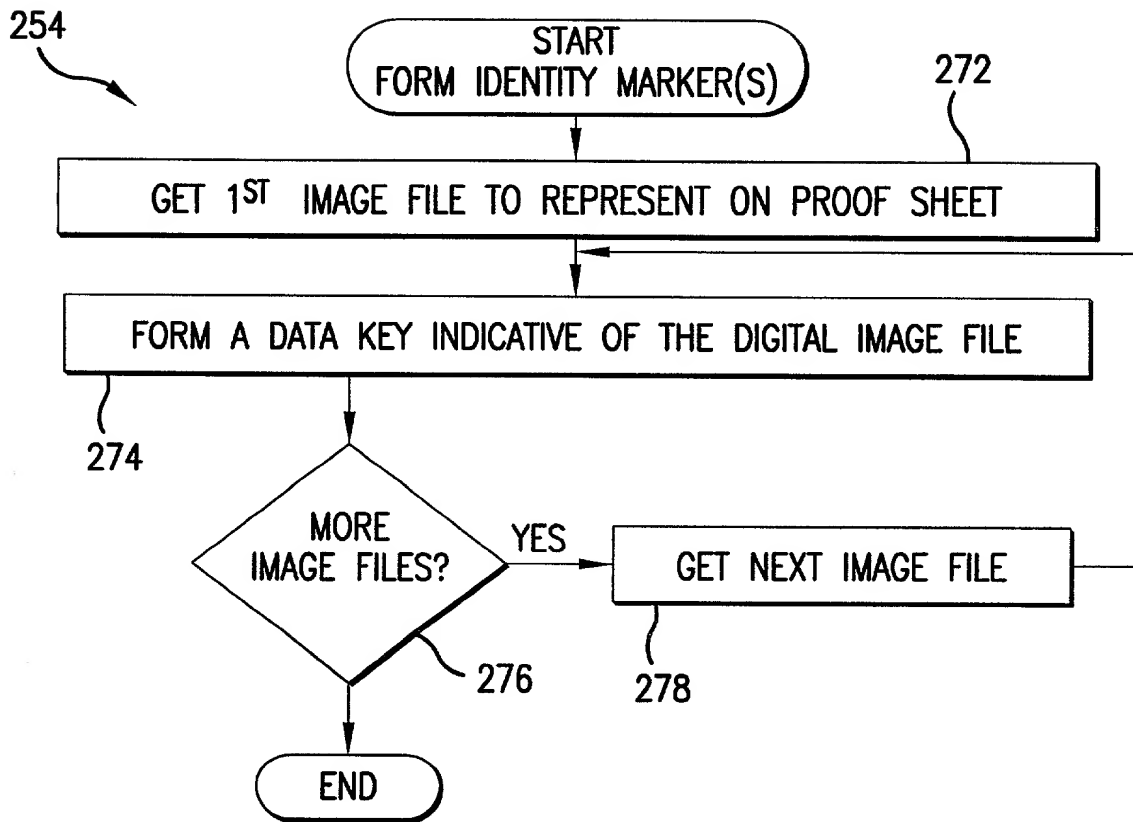 254
START
FORM IDENTITY MARKER(S)
272
GET 1ST IMAGE FILE TO REPRESENT ON PROOF SHEET
FORM A DATA KEY INDICATIVE OF THE DIGITAL IMAGE FILE
274
MORE
IMAGE FILES?
YES
GET NEXT IMAGE FILE
276
278
END